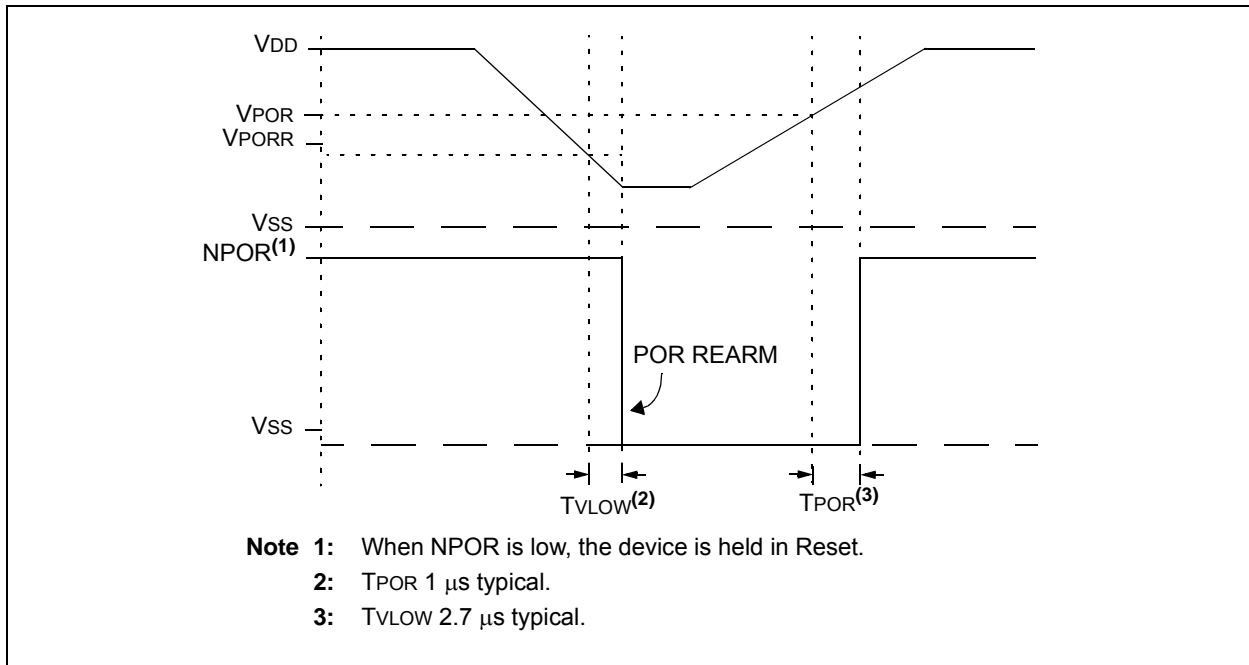 VDD
VPOR
VPORR
VSS
NPOR(1)
POR REARM
VSS
TVLOW(2)
TPOR(3)
Note 1: When NPOR is low, the device is held in Reset.
2: TPOR 1 μs typical.
3: TVLOW 2.7 μs typical.